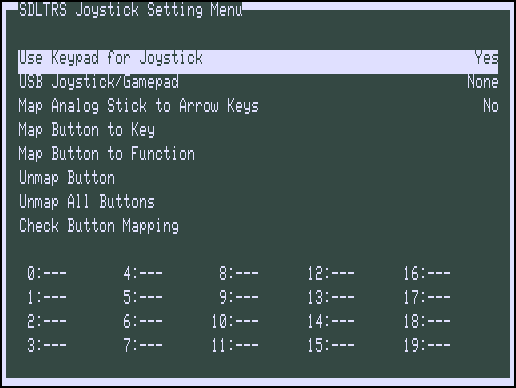 SDLTRS Joystick Setting Menu
Use Keypad for Joystick Yes
USB Joystick/Gamepad None
Map Analog Stick to Arrow Keys No
Map Button to Key
Map Button to Function
Unmap Button
Unmap All Buttons
Check Button Mapping
0:--- 4:--- 8:--- 12:--- 16:---
1:--- 5:--- 9:--- 13:--- 17:---
2:--- 6:--- 10:--- 14:--- 18:---
3:--- 7:--- 11:--- 15:--- 19:---